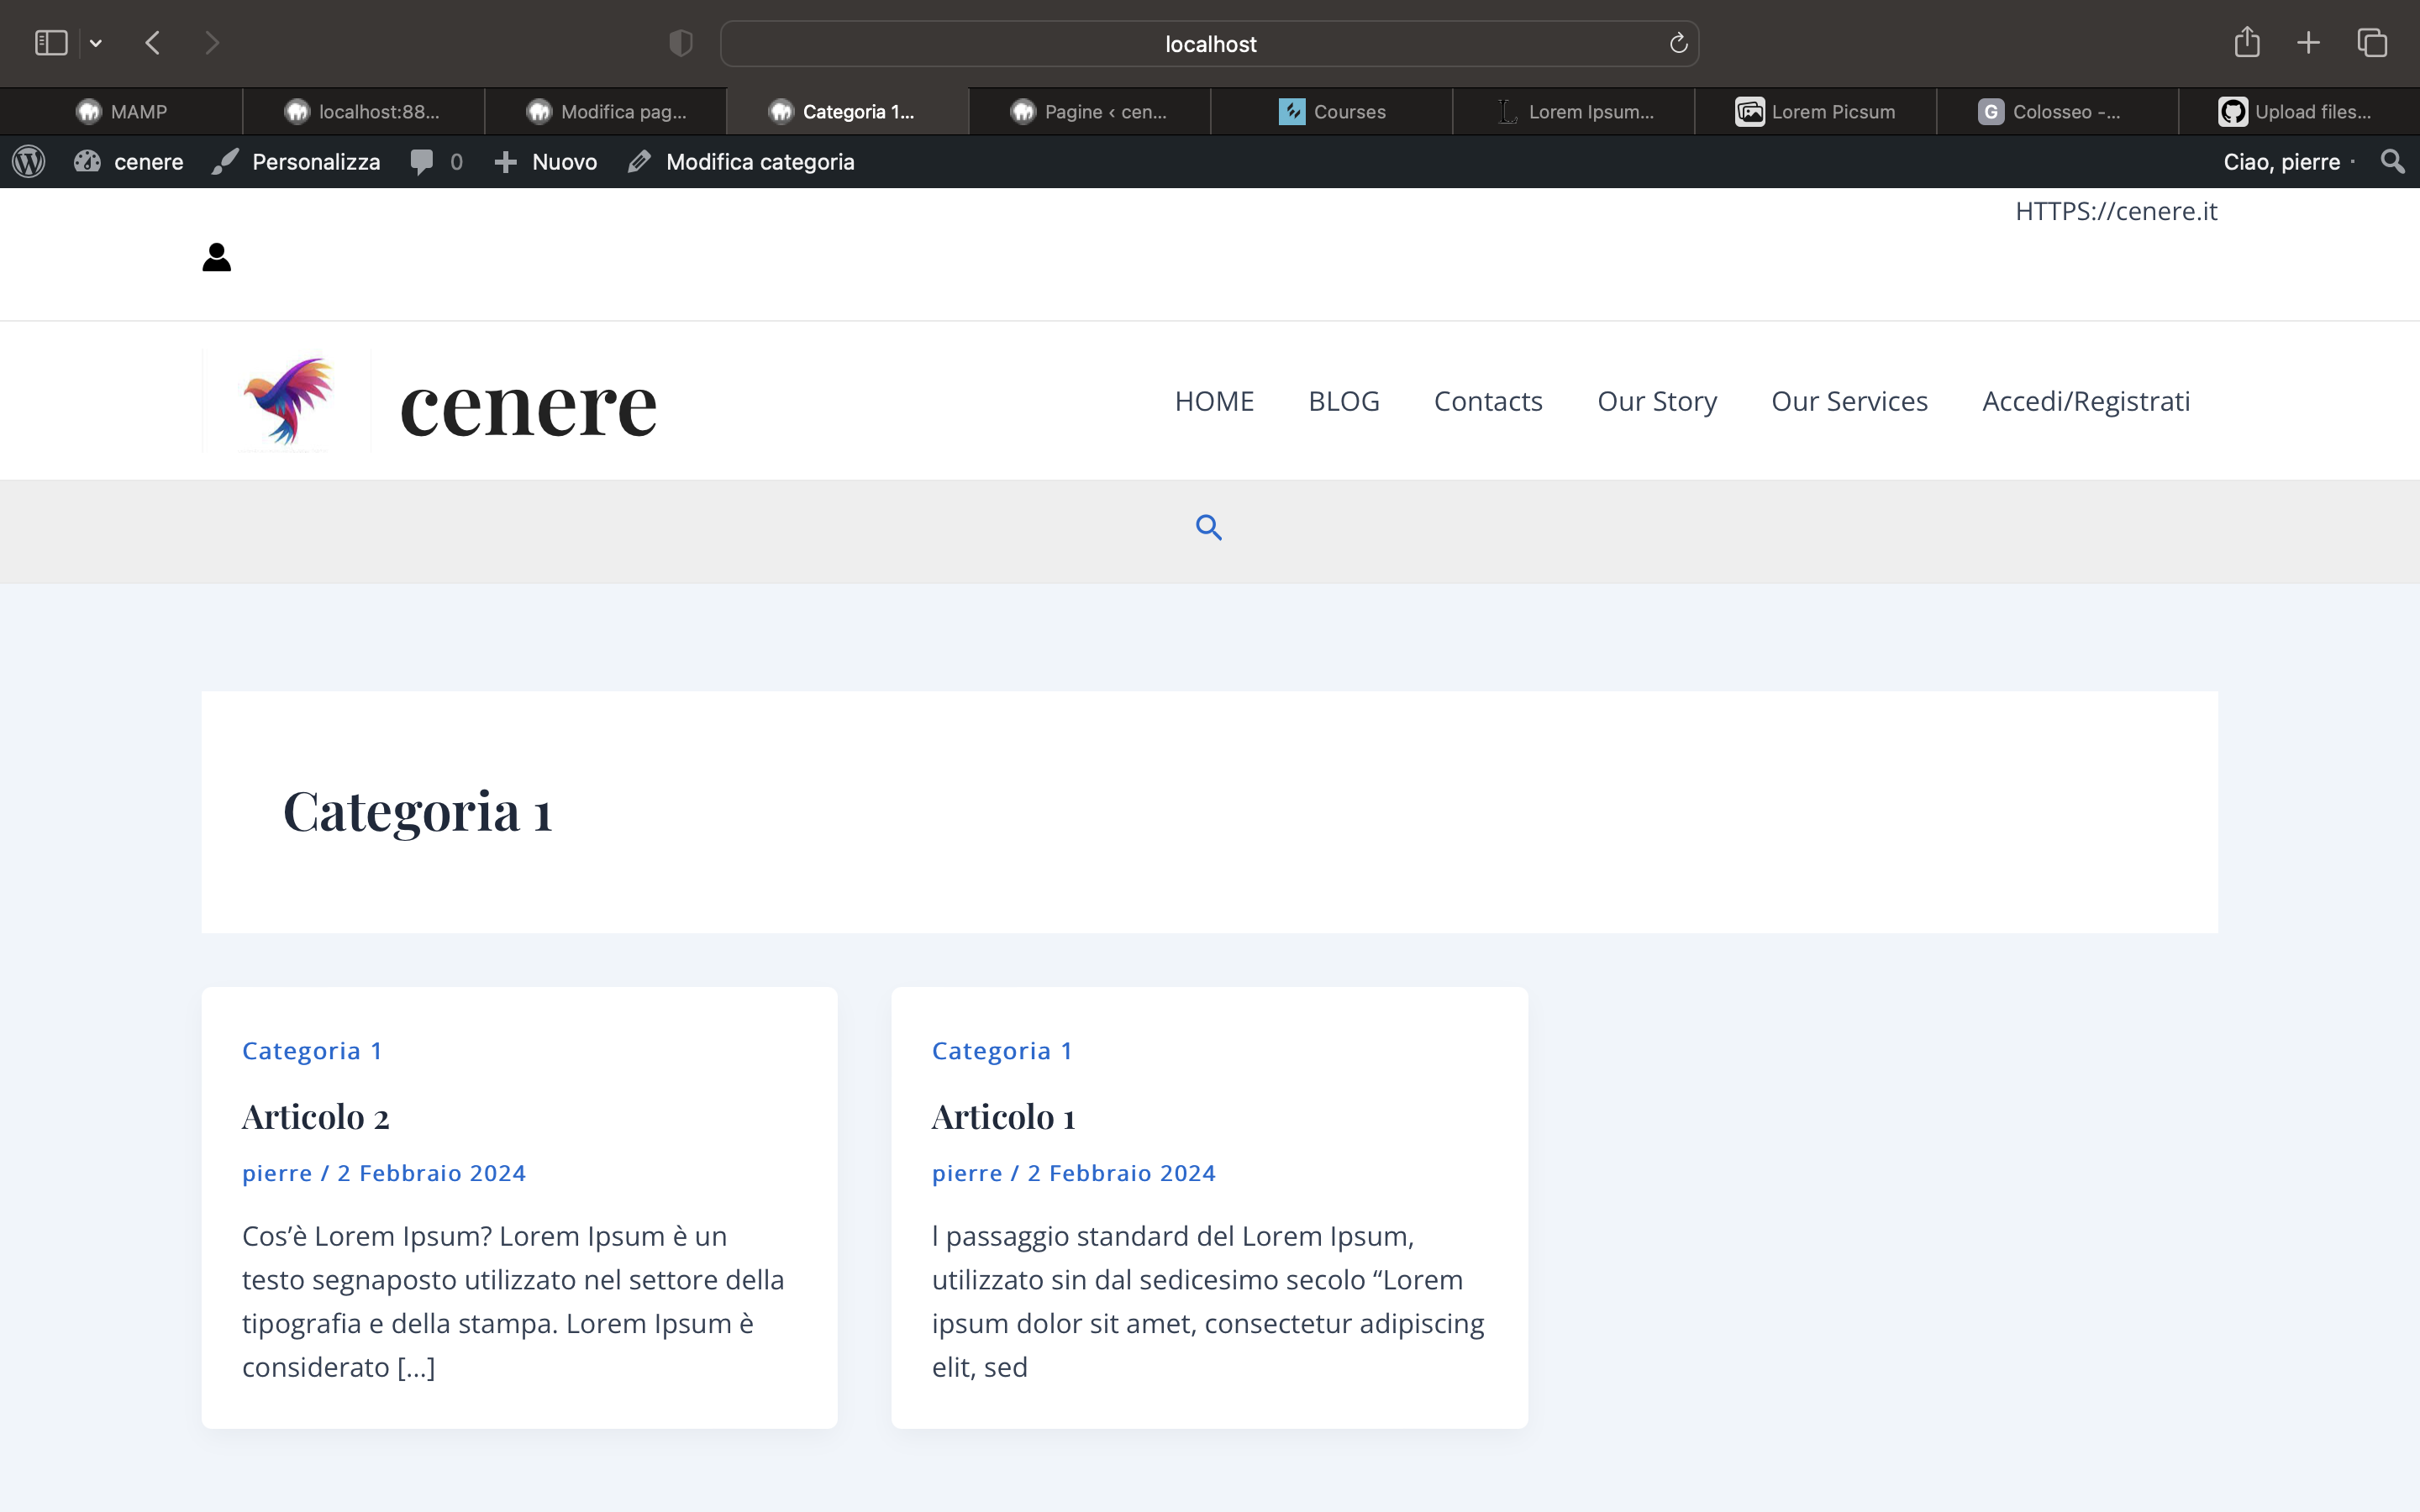 localhost
MAMP
localhost:88...
Modifica pag...
Categoria 1...
Pagine ‹ cen...
Courses
Lorem Ipsum...
Lorem Picsum
Colosseo -...
Upload files...
cenere
Personalizza
0
Nuovo
Modifica categoria
Ciao, pierre
HTTPS://cenere.it
cenere
HOME
BLOG
Contacts
Our Story
Our Services
Accedi/Registrati
Categoria 1
Categoria 1
Articolo 2
pierre / 2 Febbraio 2024
Cos’è Lorem Ipsum? Lorem Ipsum è un
testo segnaposto utilizzato nel settore della
tipografia e della stampa. Lorem Ipsum è
considerato […]
Categoria 1
Articolo 1
pierre / 2 Febbraio 2024
l passaggio standard del Lorem Ipsum,
utilizzato sin dal sedicesimo secolo “Lorem
ipsum dolor sit amet, consectetur adipiscing
elit, sed